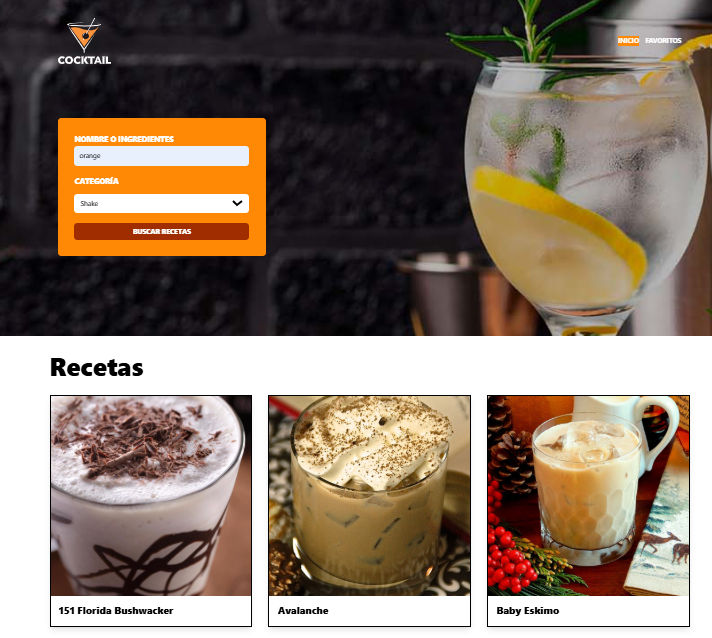 COCKTAIL
INICIO FAVORITOS
NOMBRE O INGREDIENTES
orange
CATEGORÍA
Shake
BUSCAR RECETAS
Recetas
151 Florida Bushwacker
Avalanche
Baby Eskimo